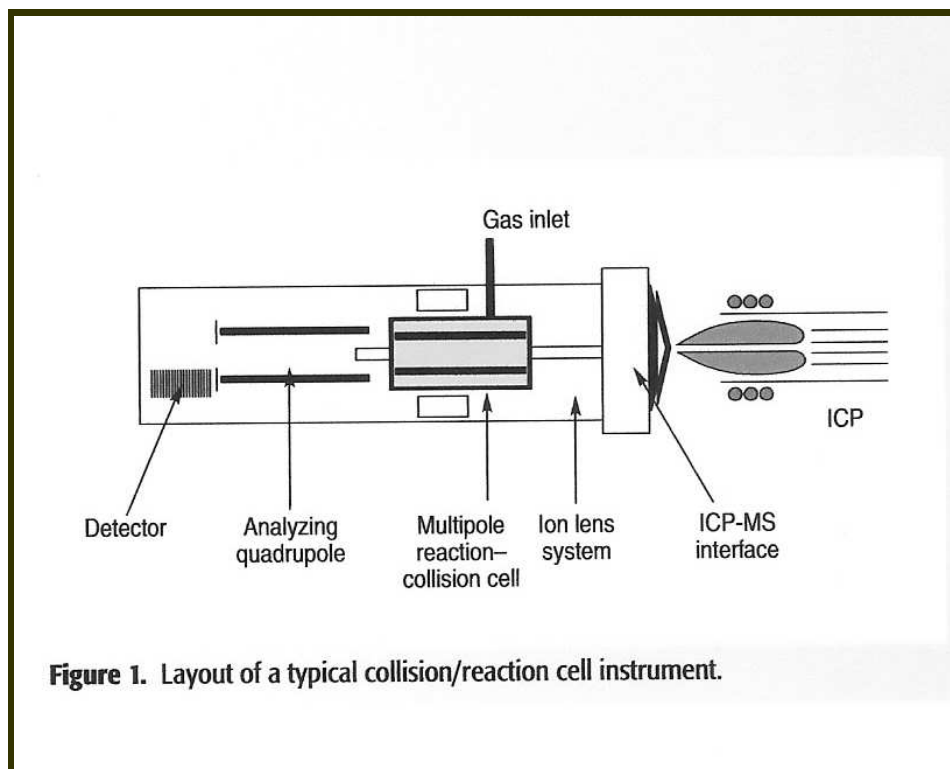 Gas inlet
ICP
Detector
Analyzing
quadrupole
Multipole
reaction–
collision cell
Ion lens
system
ICP-MS
interface
Figure 1. Layout of a typical collision/reaction cell instrument.